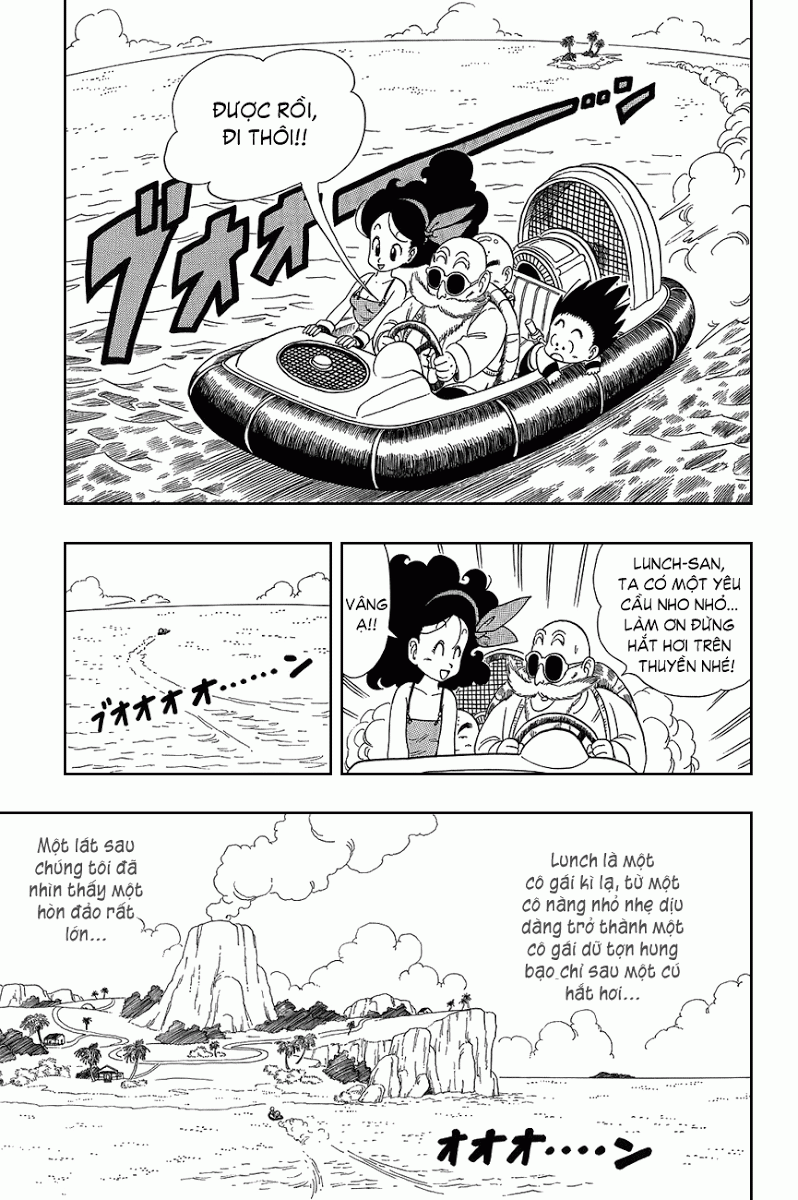 ĐƯỢC RỒI,
ĐI THÔI!!
ブオオオー……ン
LUNCH-SAN,
TA CÓ MỘT YÊU
CẦU NHO NHỎ...
LÀM ƠN ĐỪNG
HẮT HƠI TRÊN
THUYỀN NHÉ!
VÂNG
Ạ!!
ブオオオオ……ン
Lunch là một
cô gái kì lạ, từ một
cô nàng nhỏ nhẹ dịu
dàng trở thành một
cô gái dữ tợn hung
bạo chỉ sau một cú
hắt hơi...
Một lát sau
chúng tôi đã
nhìn thấy một
hòn đảo rất
lớn...
オオオ····ン